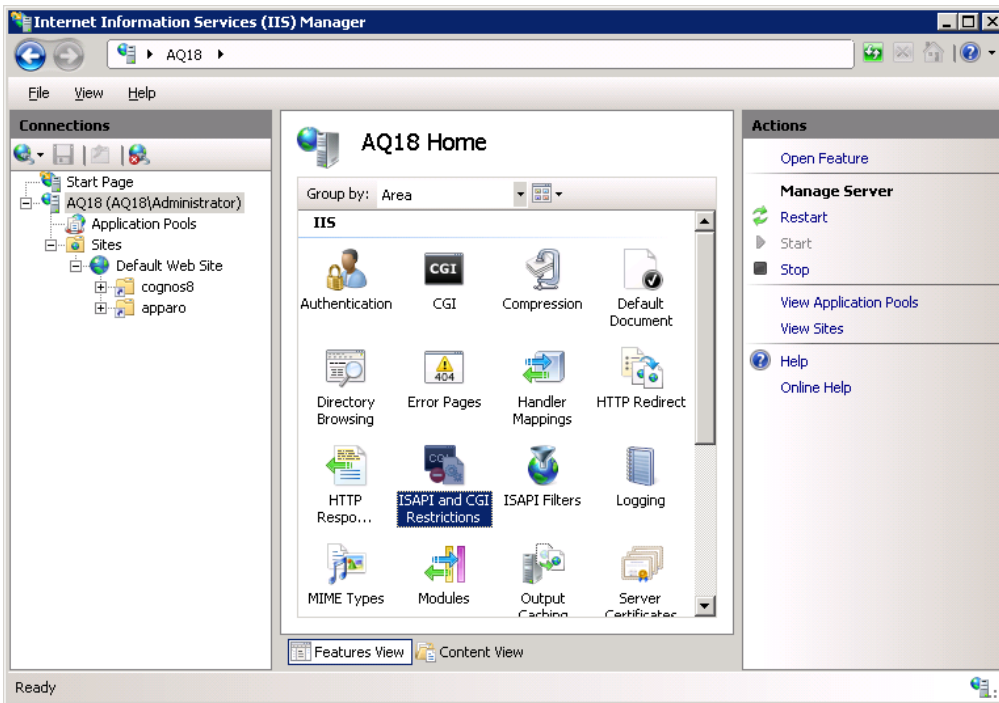 Internet Information Services (IIS) Manager
AQ18
File View Help
Connections
Start Page
AQ18 (AQ18\Administrator)
Application Pools
Sites
Default Web Site
cognos8
apparo
AQ18 Home
Group by: Area
IIS
Authentication
CGI
CGI
Compression
Default
Document
Directory
Browsing
404
Error Pages
Handler
Mappings
HTTP Redirect
HTTP
Respo...
CGI
ISAPI and CGI
Restrictions
ISAPI Filters
Logging
MIME Types
Modules
Output
Caching
Server
Certificates
Features View
Content View
Actions
Open Feature
Manage Server
Restart
Start
Stop
View Application Pools
View Sites
Help
Online Help
Ready